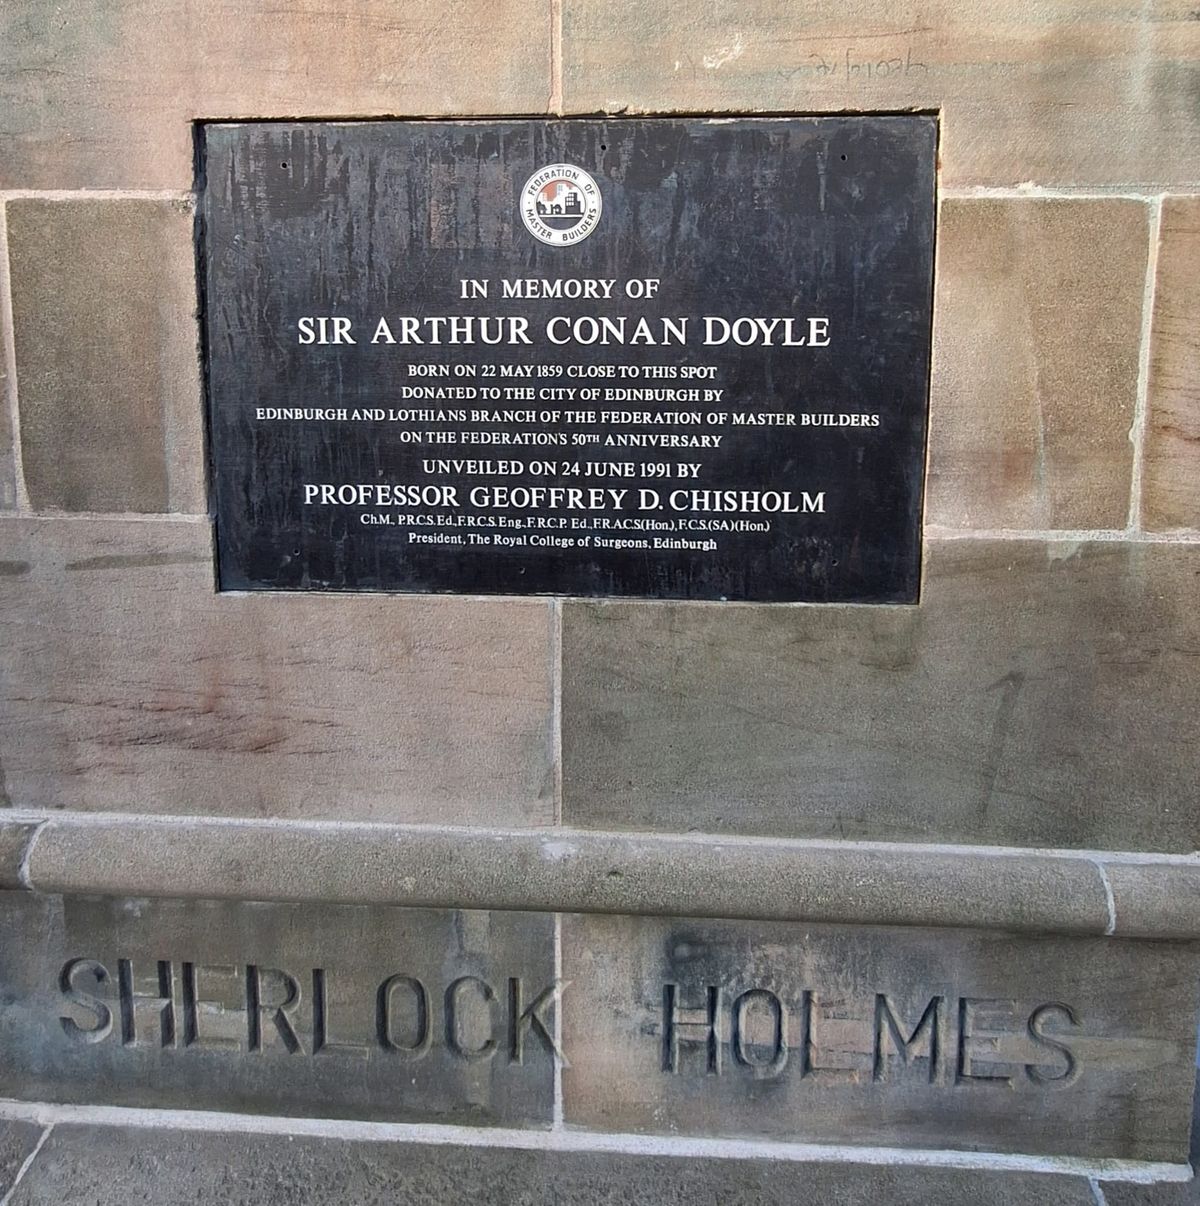 FEDERATION OF
MASTER BUILDERS
IN MEMORY OF
SIR ARTHUR CONAN DOYLE
BORN ON 22 MAY 1859 CLOSE TO THIS SPOT
DONATED TO THE CITY OF EDINBURGH BY
EDINBURGH AND LOTHIANS BRANCH OF THE FEDERATION OF MASTER BUILDERS
ON THE FEDERATION'S 50TH ANNIVERSARY
UNVEILED ON 24 JUNE 1991 BY
PROFESSOR GEOFFREY D. CHISHOLM
Ch.M., P.R.C.S.Ed., F.R.C.S. Eng., F.R.C.P. Ed., F.R.A.C.S(Hon.), F.C.S.(SA)(Hon.)
President, The Royal College of Surgeons, Edinburgh
SHERLOCK HOLMES